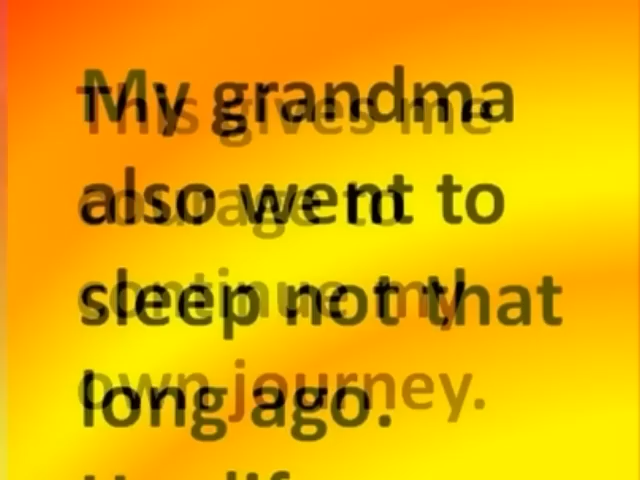 My grandma
also went to
sleep not that
long ago.
This gives me
courage to
continue my
own journey.